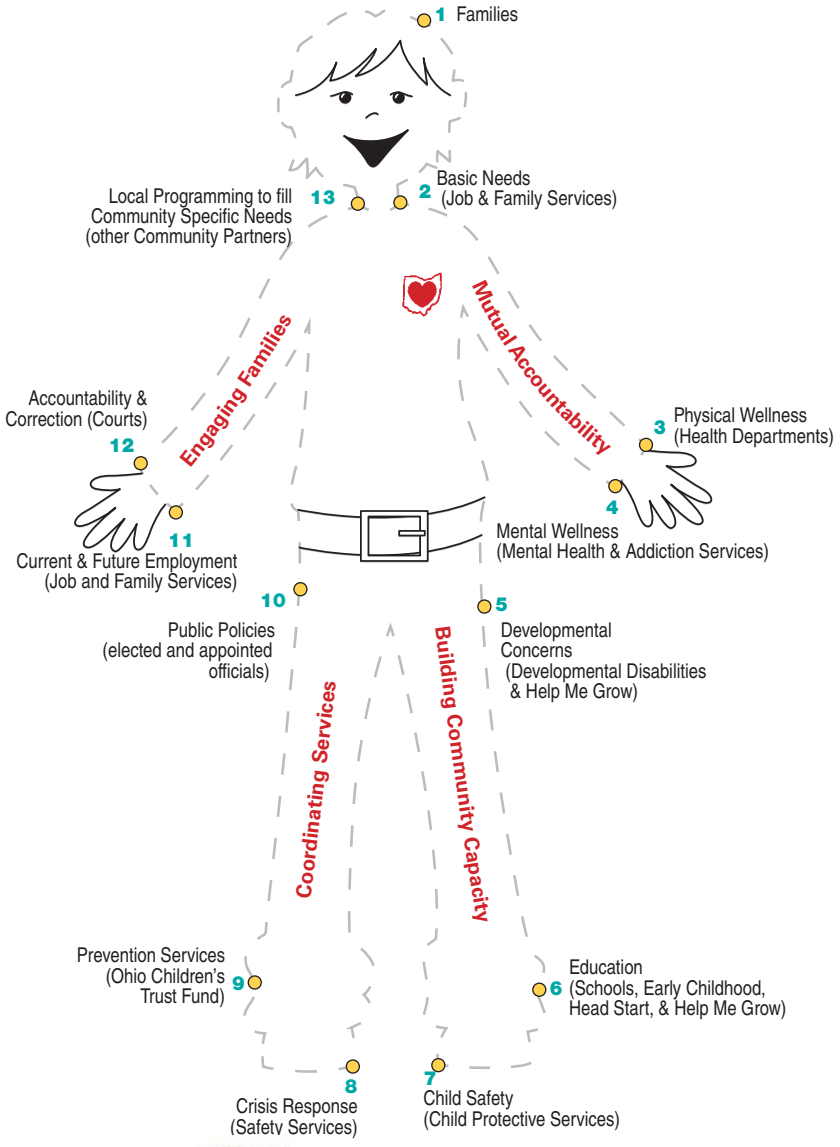 1 Families
2 Basic Needs
(Job & Family Services)
13 Local Programming to fill
Community Specific Needs
(other Community Partners)
Engaging Families
Mutual Accountability
3 Physical Wellness
(Health Departments)
Accountability &
Correction (Courts)
12
4
Mental Wellness
(Mental Health & Addiction Services)
11
Current & Future Employment
(Job and Family Services)
10
Public Policies
(elected and appointed
officials)
5
Developmental
Concerns
(Developmental Disabilities
& Help Me Grow)
Coordinating Services
Building Community Capacity
Prevention Services
(Ohio Children's
Trust Fund)
9
6
Education
(Schools, Early Childhood,
Head Start, & Help Me Grow)
8
Crisis Response
(Safety Services)
7
Child Safety
(Child Protective Services)